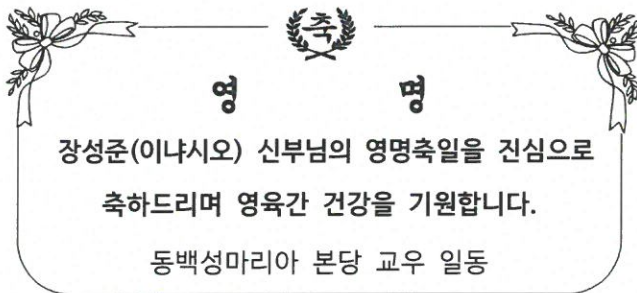 축
영 명
장성준(이냐시오) 신부님의 영명축일을 진심으로
축하드리며 영육간 건강을 기원합니다.
동백성마리아 본당 교우 일동